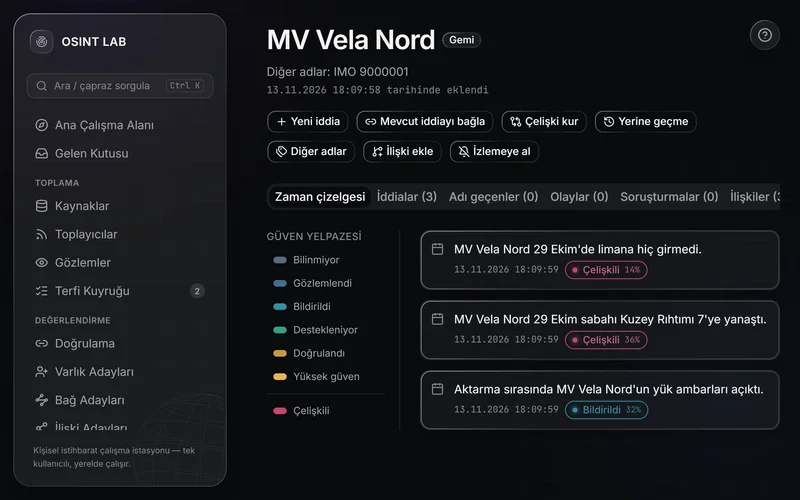 OSINT LAB
Ara / çapraz sorgula
Ctrl K
Ana Çalışma Alanı
Gelen Kutusu
TOPLAMA
Kaynaklar
Toplayıcılar
Gözlemler
Terfi Kuyruğu
2
DEĞERLENDİRME
Doğrulama
Varlık Adayları
Bağ Adayları
İlişki Adayları
Kişisel istihbarat çalışma istasyonu — tek
kullanıcılı, yerelde çalışır.
MV Vela Nord
Gemi
Diğer adlar: IMO 9000001
13.11.2026 18:09:58 tarihinde eklendi
Yeni iddia
Mevcut iddiayı bağla
Çelişki kur
Yerine geçme
Diğer adlar
İlişki ekle
İzlemeye al
Zaman çizelgesi
İddialar (3)
Adı geçenler (0)
Olaylar (0)
Soruşturmalar (0)
İlişkiler
GÜVEN YELPAZESİ
Bilinmiyor
Gözlemlendi
Bildirildi
Destekleniyor
Doğrulandı
Yüksek güven
Çelişkili
MV Vela Nord 29 Ekim'de limana hiç girmedi.
13.11.2026 18:09:59
Çelişkili 14%
MV Vela Nord 29 Ekim sabahı Kuzey Rıhtımı 7'ye yanaştı.
13.11.2026 18:09:59
Çelişkili 36%
Aktarma sırasında MV Vela Nord'un yük ambarları açıktı.
13.11.2026 18:09:59
Bildirildi 32%